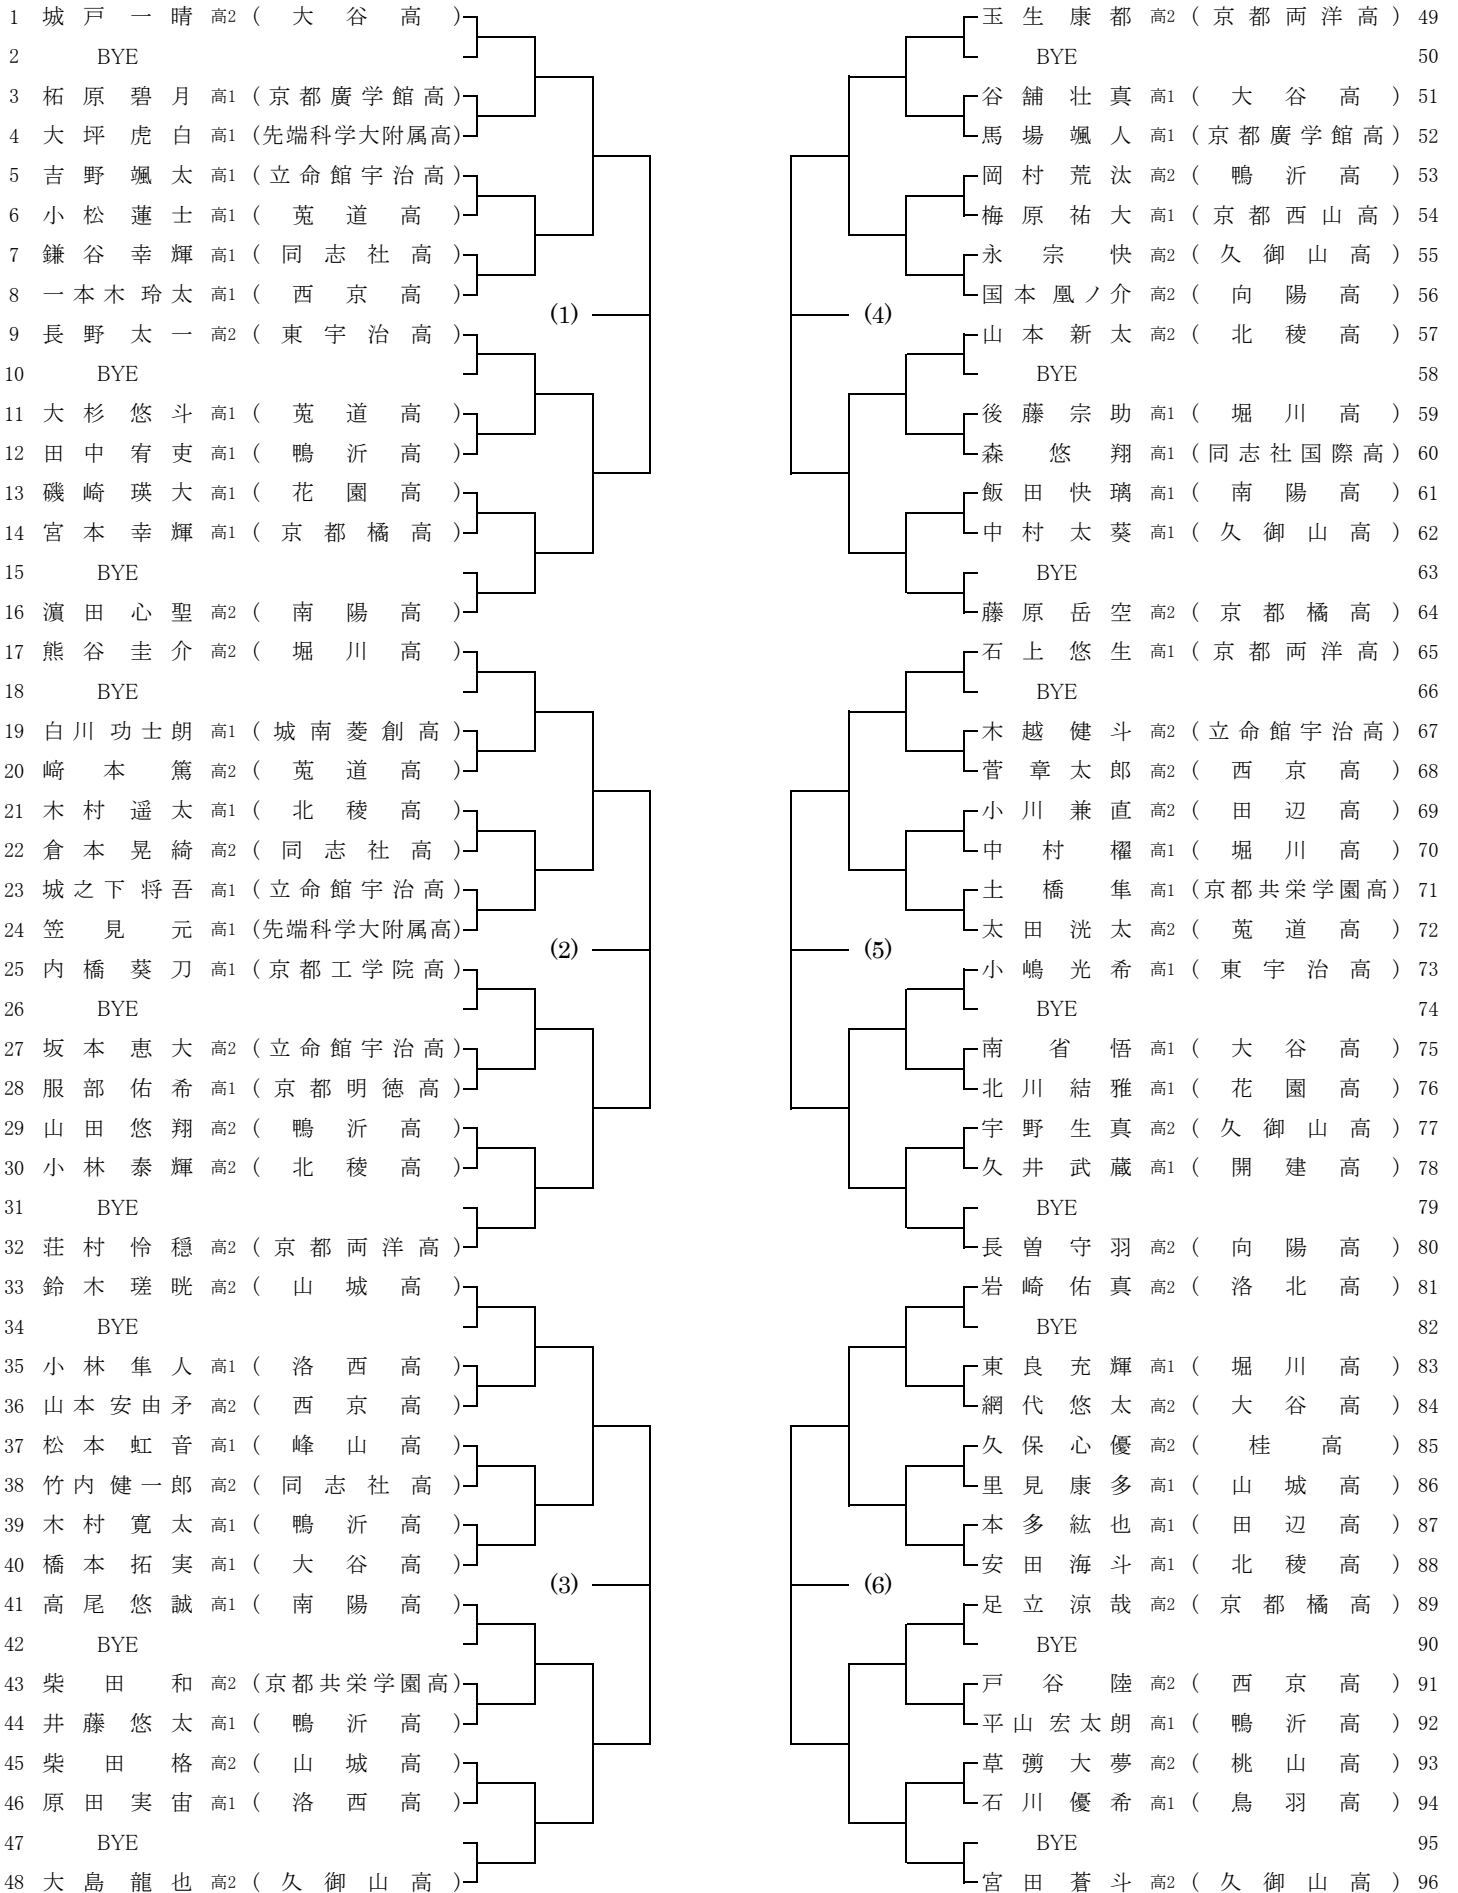 1 城戸一晴 高2 (大谷高)
2 BYE
3 柘原碧月 高1 (京都廣学館高)
4 大坪虎白 高1 (先端科学大附属高)
5 吉野颯太 高1 (立命館宇治高)
6 小松蓮士 高1 (莵道高)
7 鎌谷幸輝 高1 (同志社高)
8 一本木玲太 高1 (西京高)
(1)
9 長野太一 高2 (東宇治高)
10 BYE
11 大杉悠斗 高1 (莵道高)
12 田中宥吏 高1 (鴨沂高)
13 磯崎瑛大 高1 (花園高)
14 宮本幸輝 高1 (京都橘高)
15 BYE
16 濵田心聖 高2 (南陽高)
17 熊谷圭介 高2 (堀川高)
18 BYE
19 白川功士朗 高1 (城南菱創高)
20 﨑本篤 高2 (莵道高)
21 木村遥太 高1 (北稜高)
22 倉本晃綺 高2 (同志社高)
23 城之下将吾 高1 (立命館宇治高)
24 笠見元 高1 (先端科学大附属高)
(2)
25 内橋葵刀 高1 (京都工学院高)
26 BYE
27 坂本恵大 高2 (立命館宇治高)
28 服部佑希 高1 (京都明徳高)
29 山田悠翔 高2 (鴨沂高)
30 小林泰輝 高2 (北稜高)
31 BYE
32 荘村怜穏 高2 (京都両洋高)
33 鈴木瑳晄 高2 (山城高)
34 BYE
35 小林隼人 高1 (洛西高)
36 山本安由矛 高2 (西京高)
37 松本虹音 高1 (峰山高)
38 竹内健一郎 高2 (同志社高)
39 木村寛太 高1 (鴨沂高)
40 橋本拓実 高1 (大谷高)
(3)
41 高尾悠誠 高1 (南陽高)
42 BYE
43 柴田和 高2 (京都共栄学園高)
44 井藤悠太 高1 (鴨沂高)
45 柴田格 高2 (山城高)
46 原田実宙 高1 (洛西高)
47 BYE
48 大島龍也 高2 (久御山高)
玉生康都 高2 (京都両洋高) 49
BYE 50
谷舗壮真 高1 (大谷高) 51
馬場颯人 高1 (京都廣学館高) 52
岡村荒汰 高2 (鴨沂高) 53
梅原祐大 高1 (京都西山高) 54
永宗快 高2 (久御山高) 55
国本凰ノ介 高2 (向陽高) 56
(4)
山本新太 高2 (北稜高) 57
BYE 58
後藤宗助 高1 (堀川高) 59
森悠翔 高1 (同志社国際高) 60
飯田快璃 高1 (南陽高) 61
中村太葵 高1 (久御山高) 62
BYE 63
藤原岳空 高2 (京都橘高) 64
石上悠生 高1 (京都両洋高) 65
BYE 66
木越健斗 高2 (立命館宇治高) 67
菅章太郎 高2 (西京高) 68
小川兼直 高2 (田辺高) 69
中村櫂 高1 (堀川高) 70
土橋隼 高1 (京都共栄学園高) 71
太田洸太 高2 (莵道高) 72
(5)
小嶋光希 高1 (東宇治高) 73
BYE 74
南省悟 高1 (大谷高) 75
北川結雅 高1 (花園高) 76
宇野生真 高2 (久御山高) 77
久井武蔵 高1 (開建高) 78
BYE 79
長曽守羽 高2 (向陽高) 80
岩崎佑真 高2 (洛北高) 81
BYE 82
東良充輝 高1 (堀川高) 83
網代悠太 高2 (大谷高) 84
久保心優 高2 (桂高) 85
里見康多 高1 (山城高) 86
本多紘也 高1 (田辺高) 87
安田海斗 高1 (北稜高) 88
(6)
足立涼哉 高2 (京都橘高) 89
BYE 90
戸谷陸 高2 (西京高) 91
平山宏太朗 高1 (鴨沂高) 92
草彅大夢 高2 (桃山高) 93
石川優希 高1 (鳥羽高) 94
BYE 95
宮田蒼斗 高2 (久御山高) 96